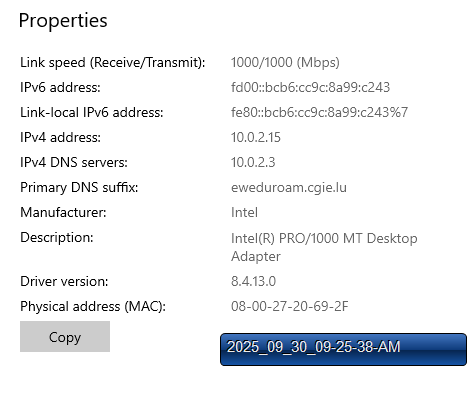 Properties
Link speed (Receive/Transmit): 1000/1000 (Mbps)
IPv6 address: fd00::bcb6:cc9c:8a99:c243
Link-local IPv6 address: fe80::bcb6:cc9c:8a99:c243%7
IPv4 address: 10.0.2.15
IPv4 DNS servers: 10.0.2.3
Primary DNS suffix: eweduroam.cgie.lu
Manufacturer: Intel
Description: Intel(R) PRO/1000 MT Desktop
Adapter
Driver version: 8.4.13.0
Physical address (MAC): 08-00-27-20-69-2F
Copy
2025_09_30_09-25-38-AM